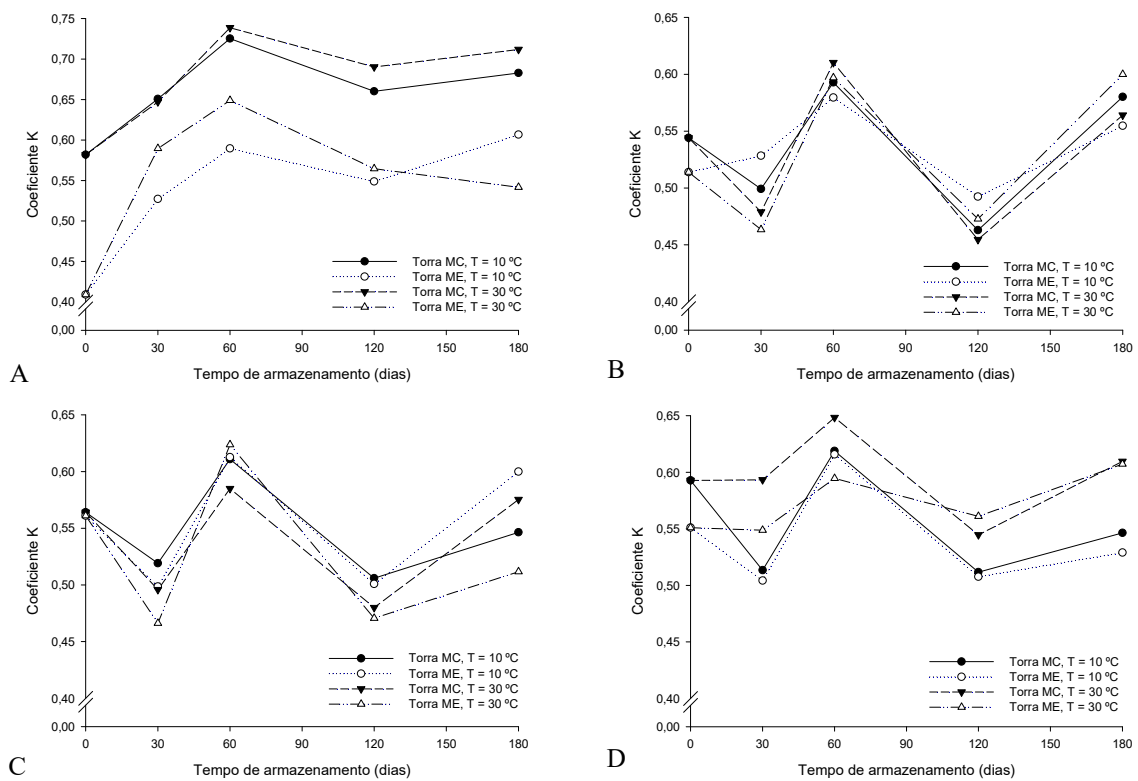 0,75
0,70
0,65
0,60
0,55
0,50
0,45
0,40
0,00
Coeficiente K
Torra MC, T = 10 ºC
Torra ME, T = 10 ºC
Torra MC, T = 30 ºC
Torra ME, T = 30 ºC
0 30 60 90 120 150 180
Tempo de armazenamento (dias)
A
0,65
0,60
0,55
0,50
0,45
0,40
0,00
Coeficiente K
Torra MC, T = 10 ºC
Torra ME, T = 10 ºC
Torra MC, T = 30 ºC
Torra ME, T = 30 ºC
0 30 60 90 120 150 180
Tempo de armazenamento (dias)
B
0,65
0,60
0,55
0,50
0,45
0,40
0,00
Coeficiente K
Torra MC, T = 10 ºC
Torra ME, T = 10 ºC
Torra MC, T = 30 ºC
Torra ME, T = 30 ºC
0 30 60 90 120 150 180
Tempo de armazenamento (dias)
C
0,65
0,60
0,55
0,50
0,45
0,40
0,00
Coeficiente K
Torra MC, T = 10 ºC
Torra ME, T = 10 ºC
Torra MC, T = 30 ºC
Torra ME, T = 30 ºC
0 30 60 90 120 150 180
Tempo de armazenamento (dias)
D